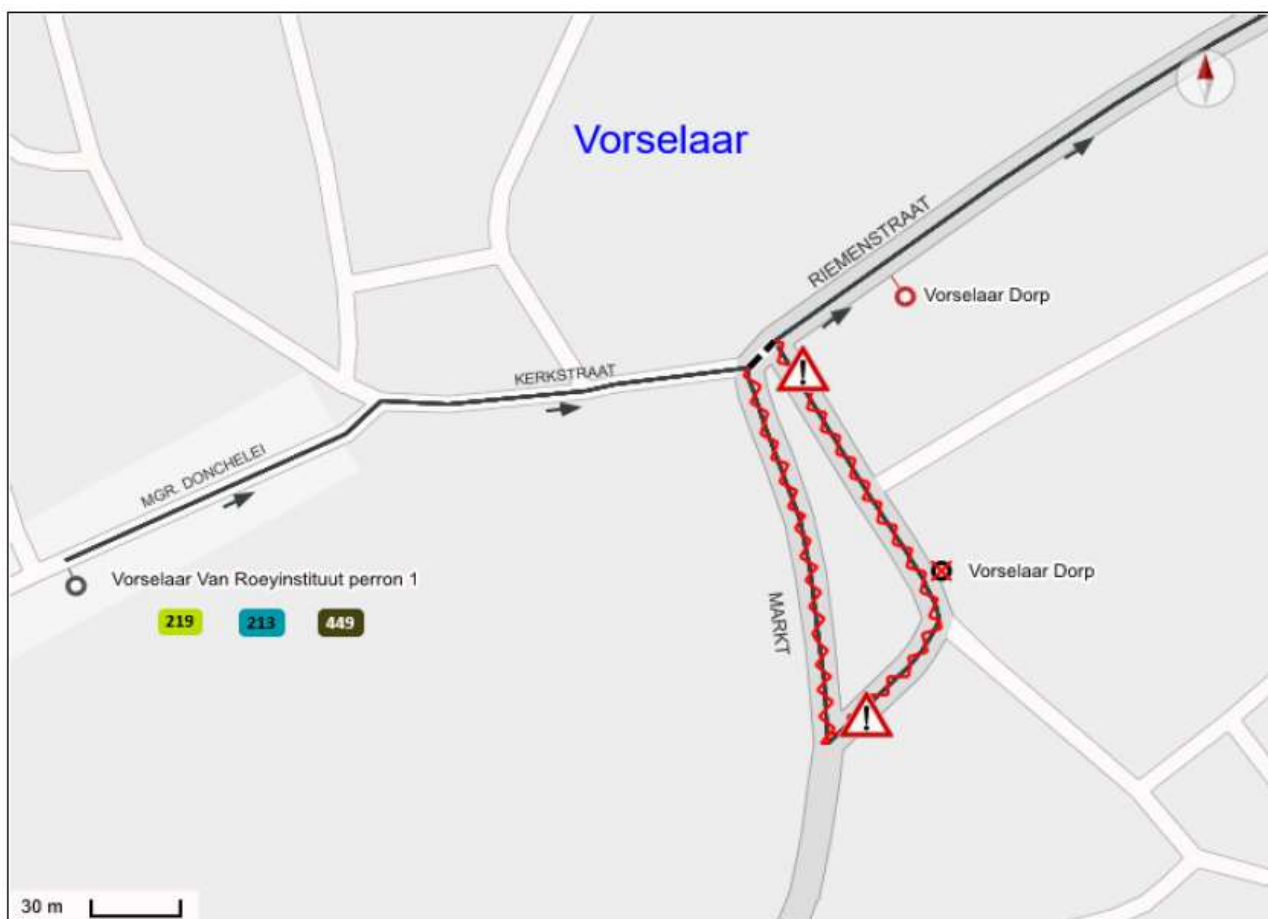 Vorselaar
RIEMENSTRAAT
Vorselaar Dorp
KERKSTRAAT
MGR. DONCHELEI
Vorselaar Van Roeyinstituut perron 1
219 213 449
Vorselaar Dorp
MARKT
!
!
30 m